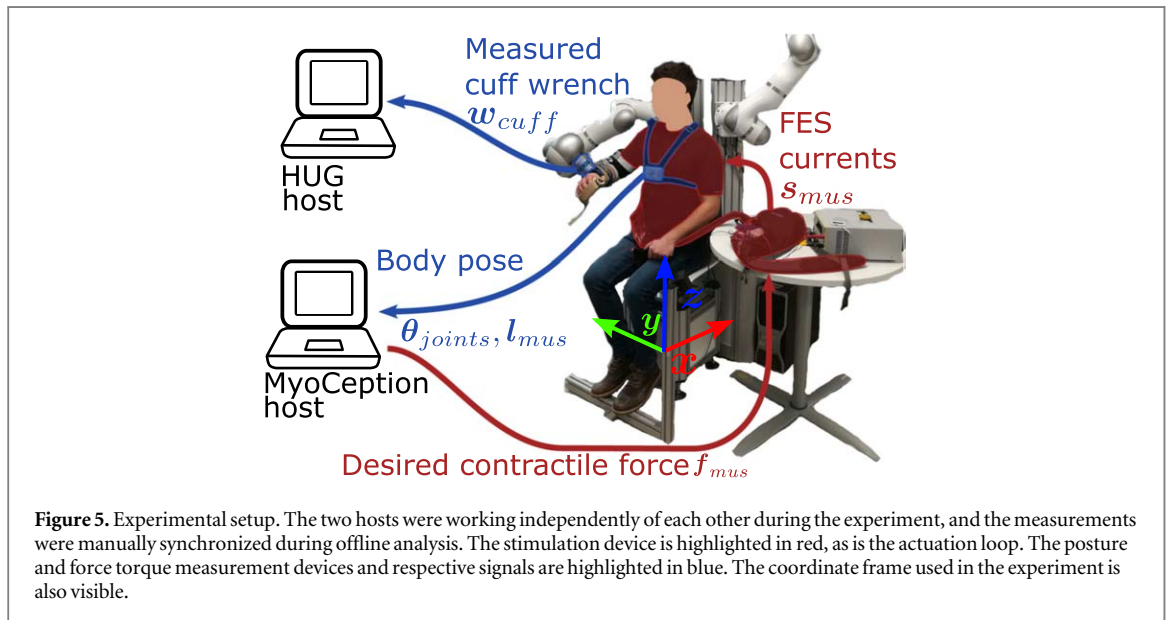 Measured
cuff wrench
w_cuff
HUG
host
FES
currents
s_mus
Body pose
θ_joints, l_mus
Myoception
host
z
y
x
Desired contractile force f_mus
Figure 5. Experimental setup. The two hosts were working independently of each other during the experiment, and the measurements
were manually synchronized during offline analysis. The stimulation device is highlighted in red, as is the actuation loop. The posture
and force torque measurement devices and respective signals are highlighted in blue. The coordinate frame used in the experiment is
also visible.